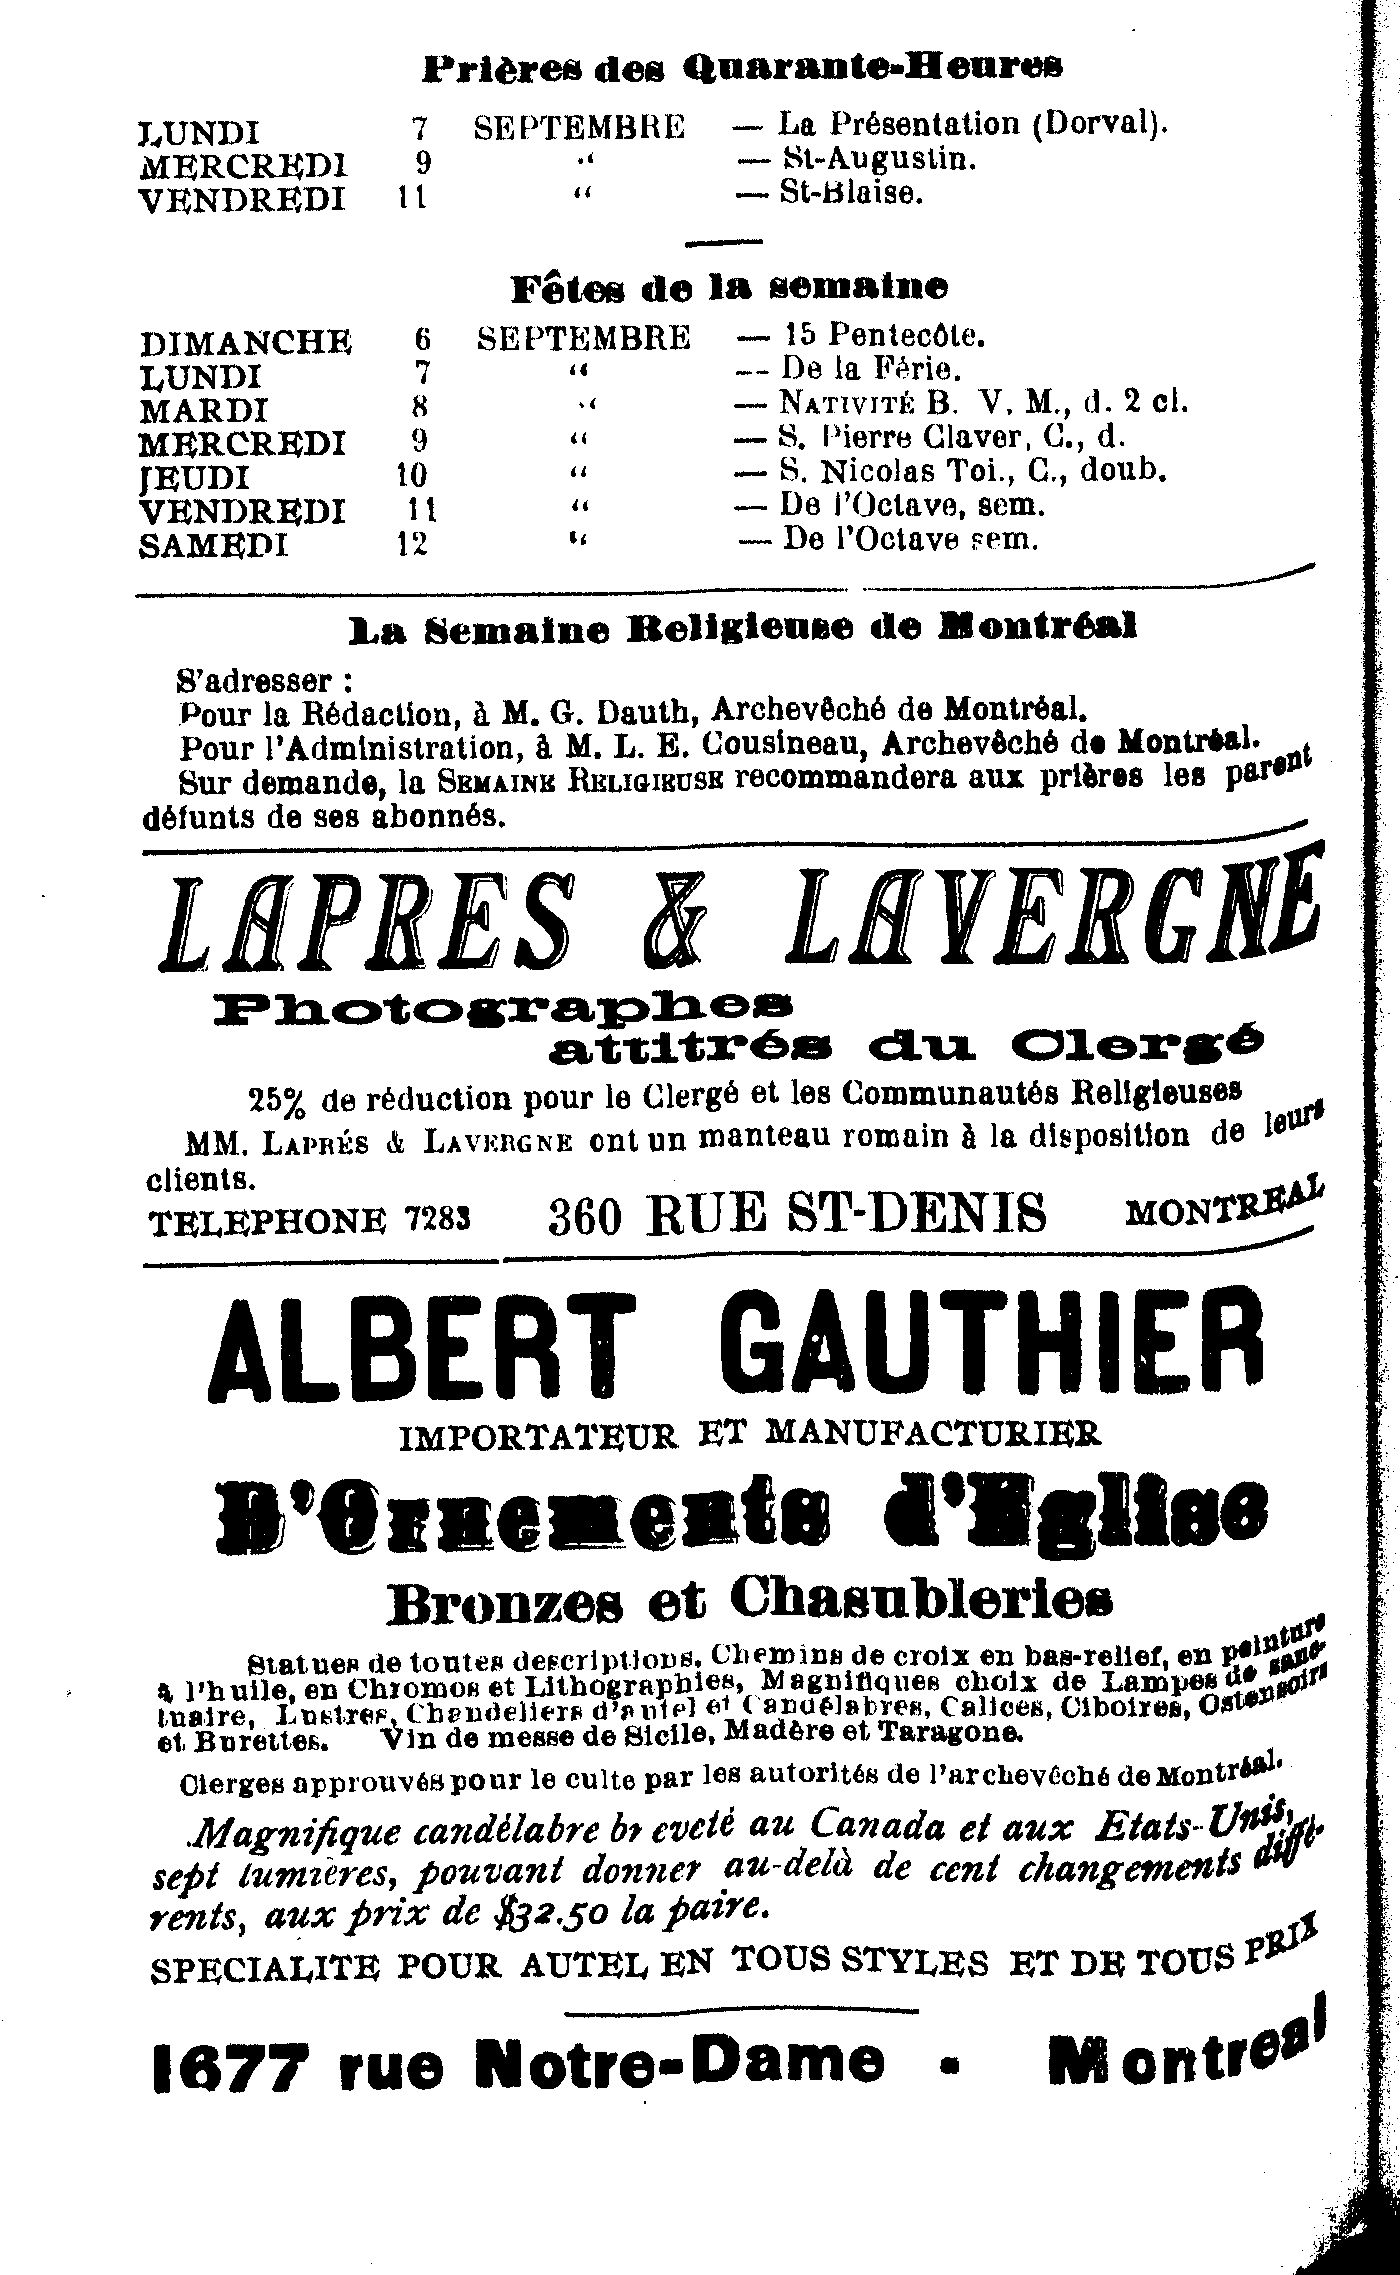 Prières des Quarante-Heures
LUNDI 7 SEPTEMBRE — La Présentation (Dorval).
MERCREDI 9 “ — St-Augustin.
VENDREDI 11 “ — St-Blaise.
Fêtes de la semaine
DIMANCHE 6 SEPTEMBRE — 15 Pentecôte.
LUNDI 7 “ — De la Férie.
MARDI 8 “ — NATIVITÉ B. V. M., d. 2 cl.
MERCREDI 9 “ — S. Pierre Claver, C., d.
JEUDI 10 “ — S. Nicolas Tol., C., doub.
VENDREDI 11 “ — De l'Octave, sem.
SAMEDI 12 “ — De l'Octave sem.
La Semaine Religieuse de Montréal
S'adresser :
Pour la Rédaction, à M. G. Dauth, Archevêché de Montréal.
Pour l'Administration, à M. L. E. Cousineau, Archevêché de Montréal.
Sur demande, la SEMAINE RELIGIEUSE recommandera aux prières les parent
défunts de ses abonnés.
LAPRES & LAVERGNE
Photographes
attitrés du Clergé
25% de réduction pour le Clergé et les Communautés Religieuses
MM. LAPRÉS & LAVERGNE ont un manteau romain à la disposition de leurs
clients.
TELEPHONE 7283 360 RUE ST-DENIS MONTREAL
ALBERT GAUTHIER
IMPORTATEUR ET MANUFACTURIER
D'Ornements d'Eglise
Bronzes et Chasubleries
Statues de toutes descriptions, Chemins de croix en bas-relief, en peinture
à l'huile, en Chromos et Lithographies, Magnifiques choix de Lampes de sanc-
tuaire, Lustres, Chandeliers d'autel et Candélabres, Calices, Ciboires, Ostensoirs
et Burettes. Vin de messe de Sicile, Madère et Taragone.
Cierges approuvés pour le culte par les autorités de l'archevêché de Montréal.
Magnifique candélabre breveté au Canada et aux Etats-Unis,
sept lumières, pouvant donner au-delà de cent changements diffé-
rents, aux prix de $32.50 la paire.
SPECIALITE POUR AUTEL EN TOUS STYLES ET DE TOUS PRIX
1677 rue Notre-Dame - Montreal